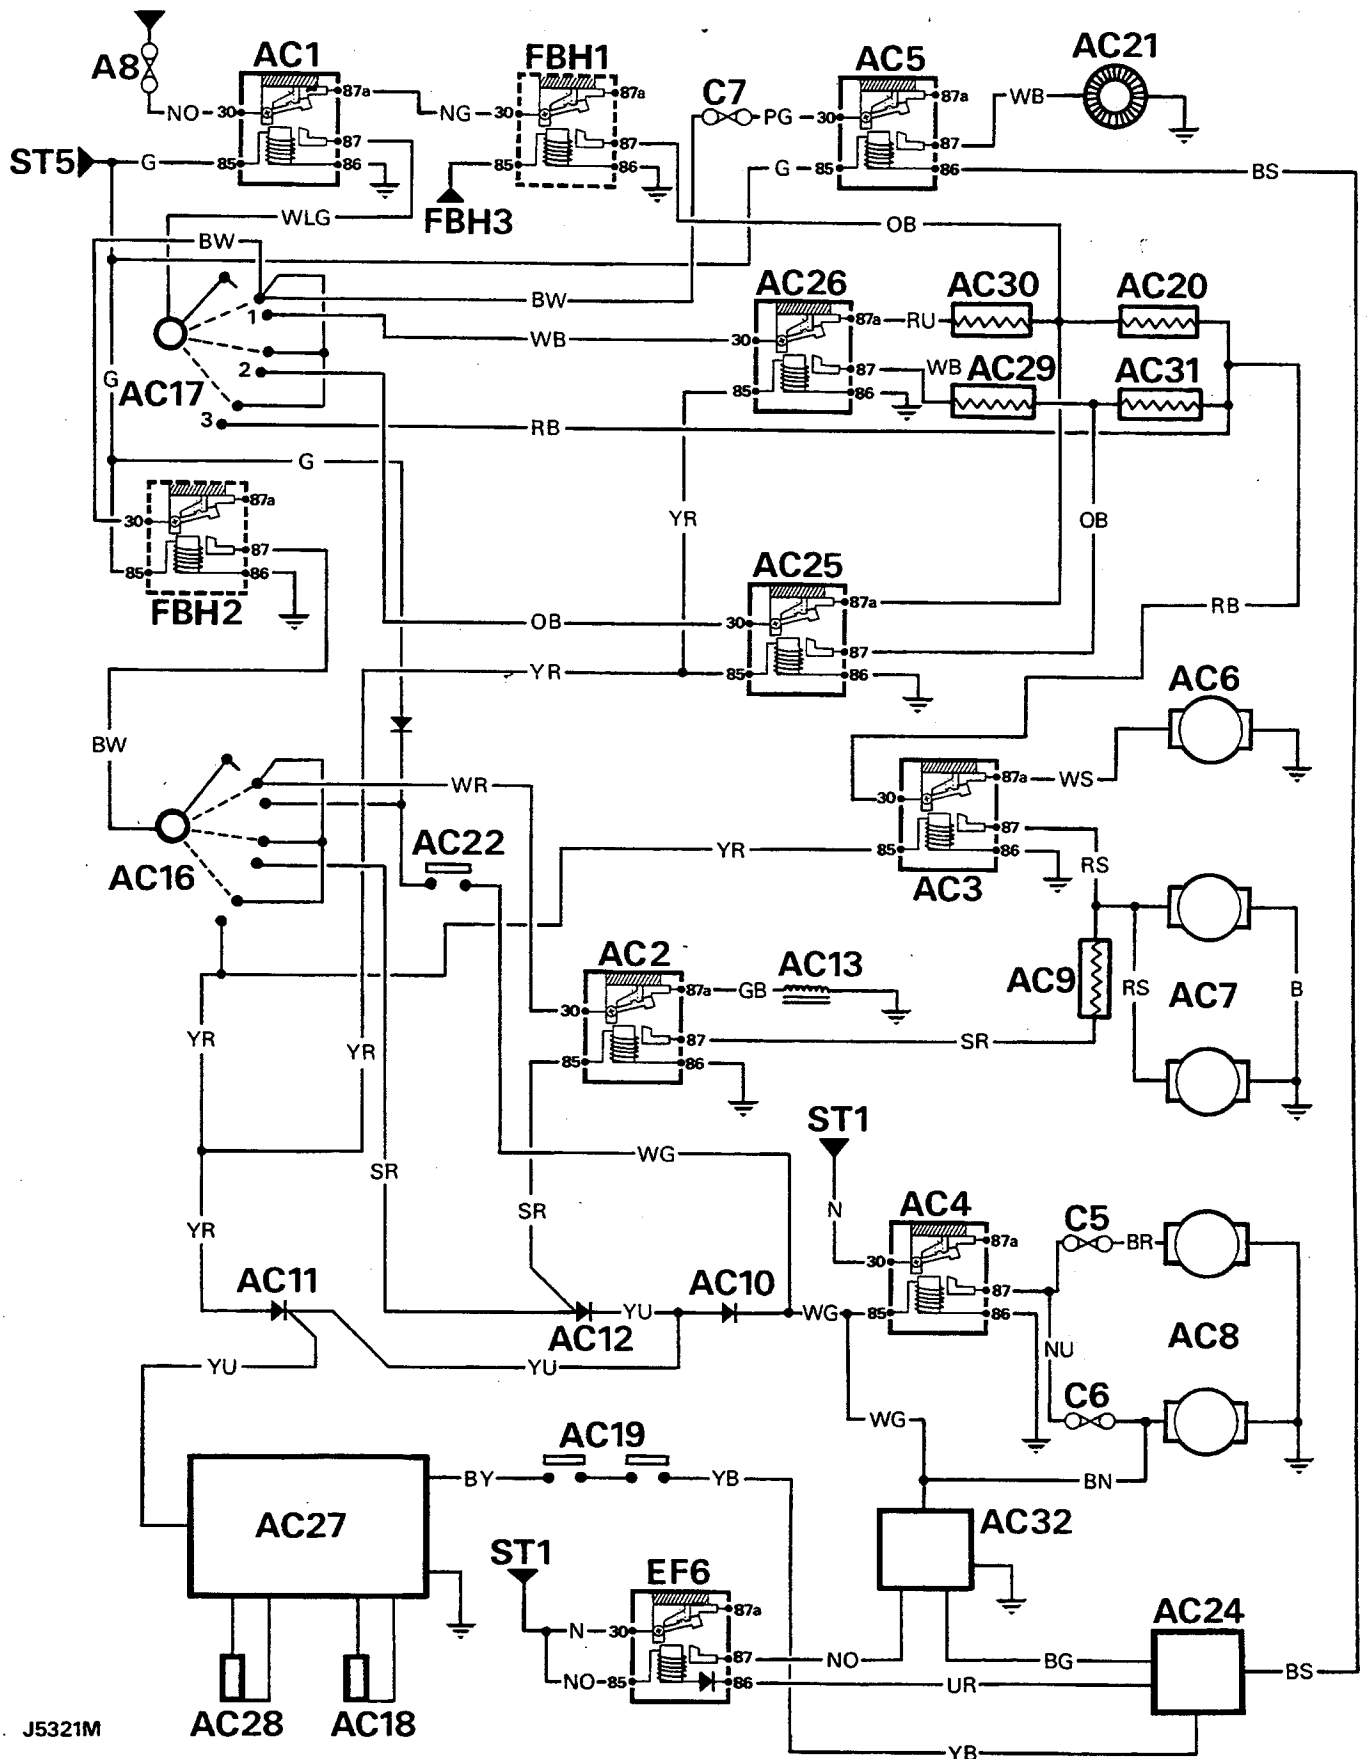 A8
AC1
FBH1
AC5
AC21
C7
NO 30 87a NG 30 87a PG 30 87a WB
87 87 87
ST5 G 85 86 85 86 G 85 86 BS
FBH3
WLG
OB
BW
AC26 AC30 AC20
BW
1
87a RU
WB 30
2
G
87 WB AC29 AC31
AC17
85 86
3
RB
G
87a
30
YR OB
87
85 86
AC25
FBH2
87a RB
OB 30
87
YR 85 86
AC6
BW
87a WS
WR
30
87
AC22
YR 85 86
RS
AC16
AC3
AC2 AC13
AC9 RS AC7 B
87a GB
30
YR
87 SR
YR
85 86
ST1
WG
SR
AC4
SR N
C5
YR
87a BR
30
AC11 AC10
87
YU WG 85 86
AC12
AC8
NU
YU YU
C6
WG
AC19
BY YB BN
AC27
AC32
ST1
EF6
AC24
87a
N 30
87 NO BG
NO 85 86 UR BS
AC28 AC18
J5321M
YB